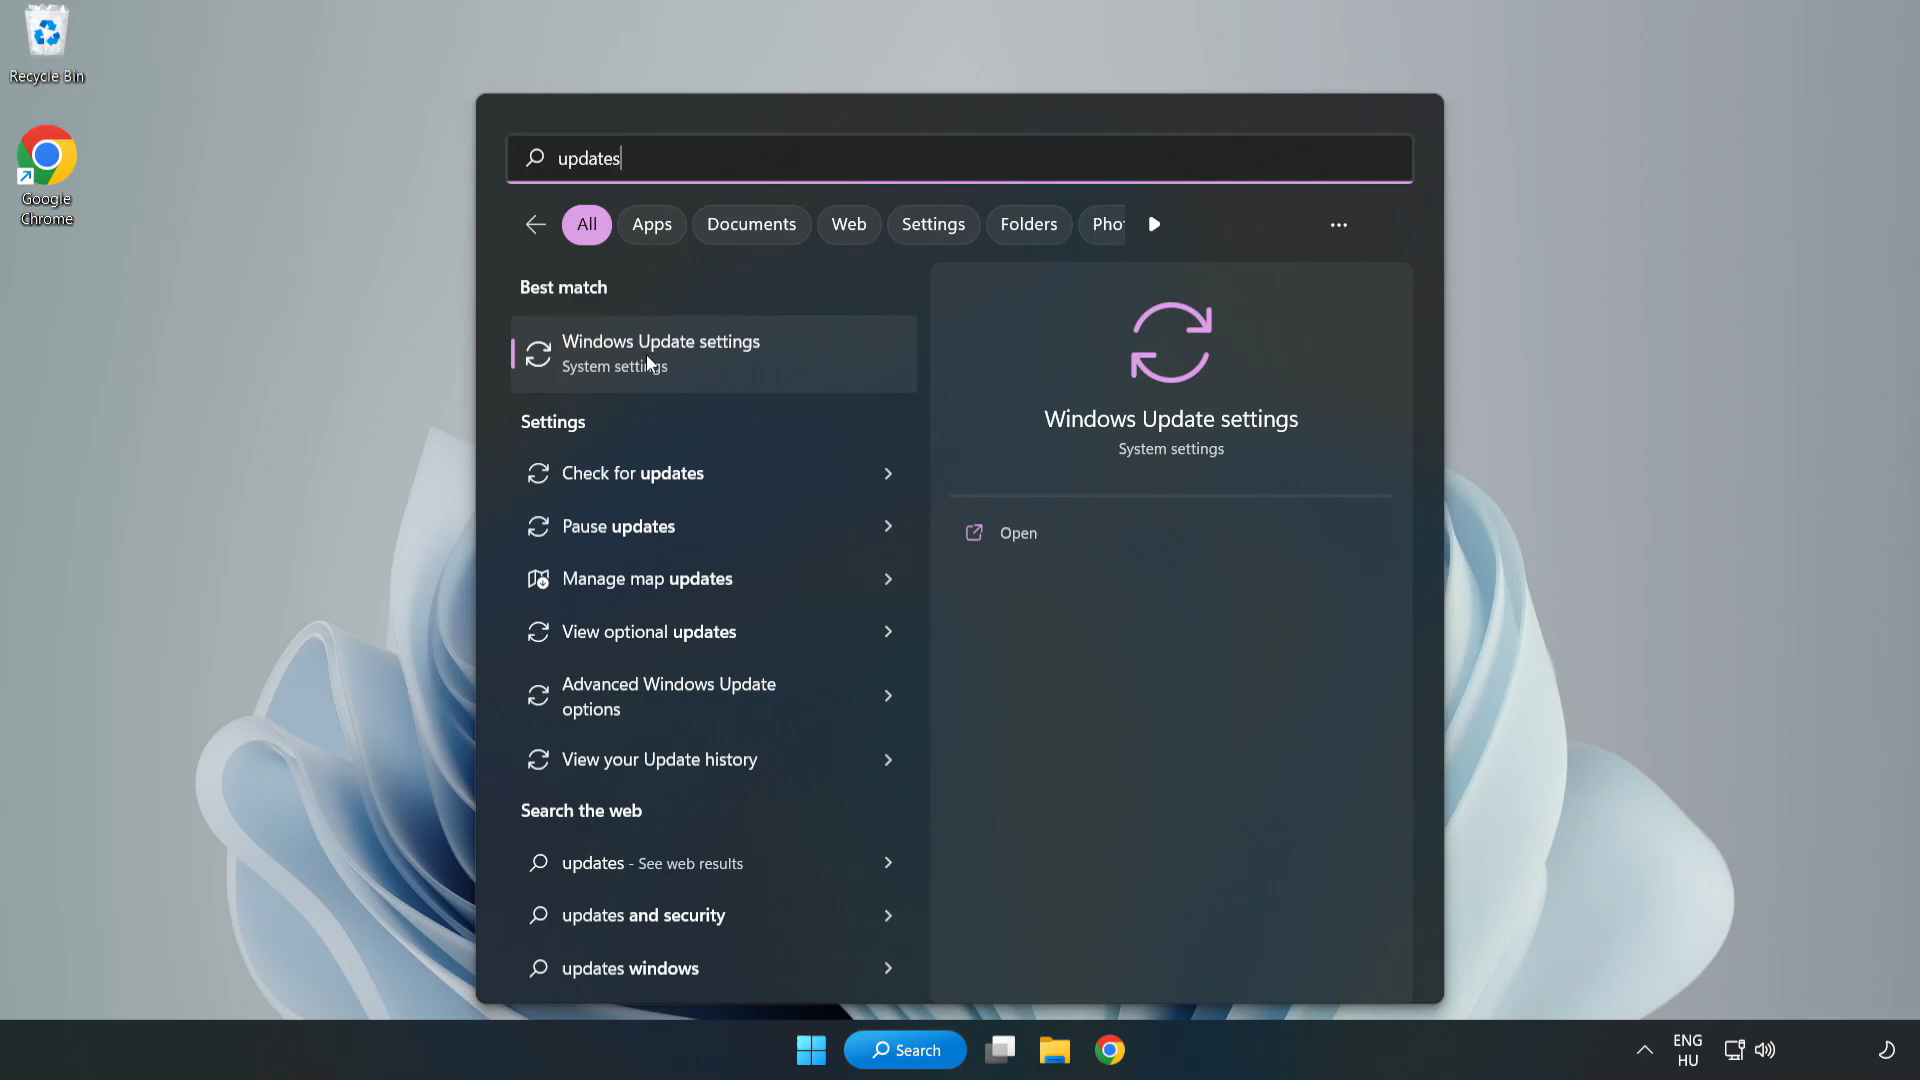 Recycle Bin
Google
Chrome
updates
All
Apps
Documents
Web
Settings
Folders
Pho
Best match
Windows Update settings
System settings
Settings
Check for updates
Pause updates
Manage map updates
View optional updates
Advanced Windows Update
options
View your Update history
Search the web
updates - See web results
updates and security
updates windows
Windows Update settings
System settings
Open
Search
ENG
HU